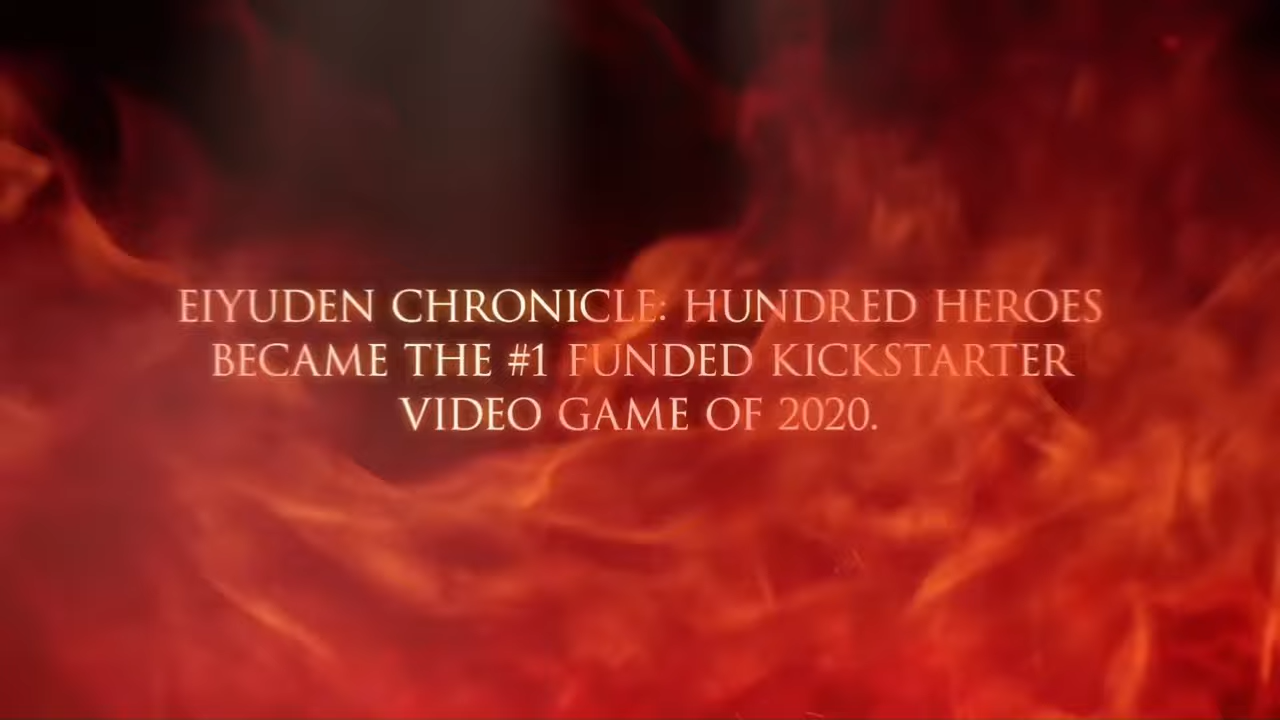 EIYUDEN CHRONICLE: HUNDRED HEROES
BECAME THE #1 FUNDED KICKSTARTER
VIDEO GAME OF 2020.